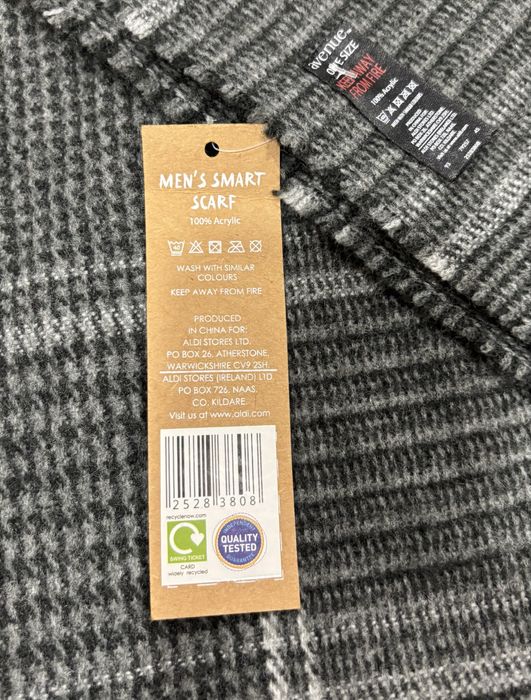 avenue
ONE SIZE
KEEP AWAY
FROM FIRE
100% Acrylic
MEN'S SMART
SCARF
100% Acrylic
40
WASH WITH SIMILAR
COLOURS
KEEP AWAY FROM FIRE
PRODUCED
IN CHINA FOR:
ALDI STORES LTD.
PO BOX 26, ATHERSTONE,
WARWICKSHIRE CV9 2SH.
ALDI STORES (IRELAND) LTD.
PO BOX 726, NAAS,
CO. KILDARE.
Visit us at www.aldi.com
2528 3808
recyclenow.com
SWING TICKET
CARD
widely recycled
INDEPENDENT
QUALITY
TESTED
GUARANTEE